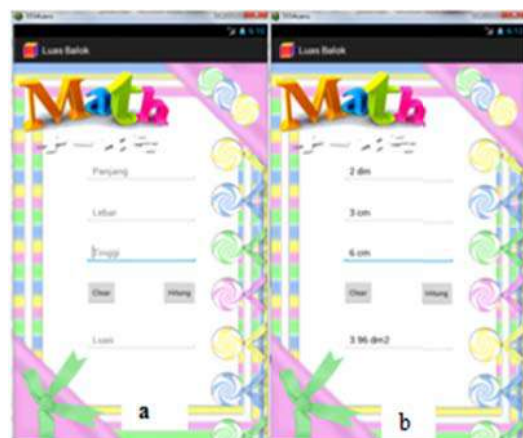 Luas Balok
Math
Panjang
Lebar
Tinggi
Clear
Hitung
Luas
a
Luas Balok
Math
2 dm
3 cm
6 cm
Clear
Hitung
3.96 dm2
b